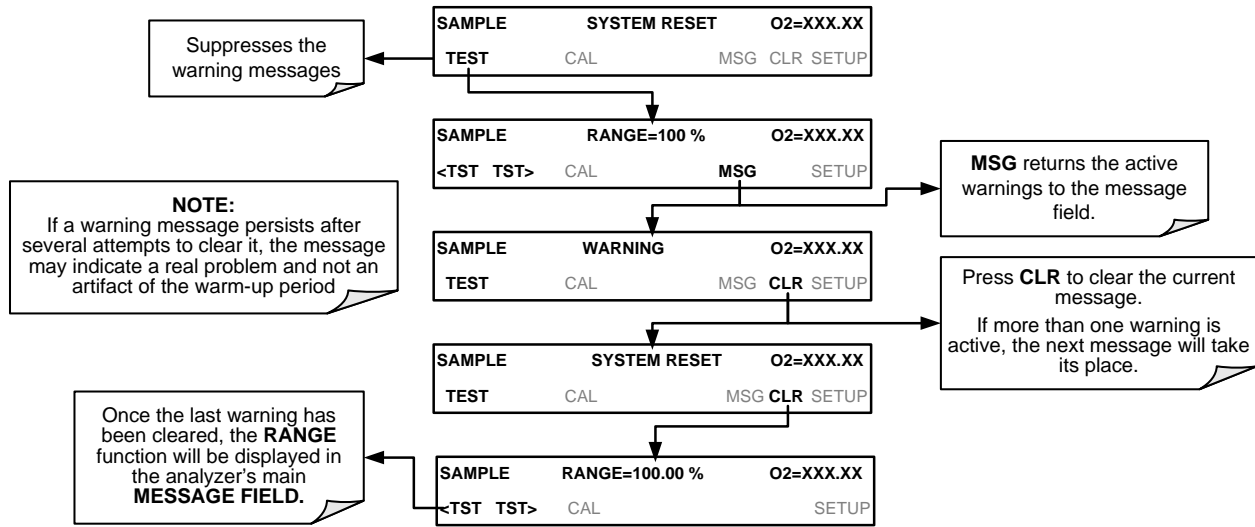 Suppresses the
warning messages
SAMPLE SYSTEM RESET O2=XXX.XX
TEST CAL MSG CLR SETUP
SAMPLE RANGE=100 % O2=XXX.XX
<TST TST> CAL MSG SETUP
MSG returns the active
warnings to the message
field.
NOTE:
If a warning message persists after
several attempts to clear it, the message
may indicate a real problem and not an
artifact of the warm-up period
SAMPLE WARNING O2=XXX.XX
TEST CAL MSG CLR SETUP
Press CLR to clear the current
message.
If more than one warning is
active, the next message will take
its place.
SAMPLE SYSTEM RESET O2=XXX.XX
TEST CAL MSG CLR SETUP
Once the last warning has
been cleared, the RANGE
function will be displayed in
the analyzer's main
MESSAGE FIELD.
SAMPLE RANGE=100.00 % O2=XXX.XX
<TST TST> CAL SETUP